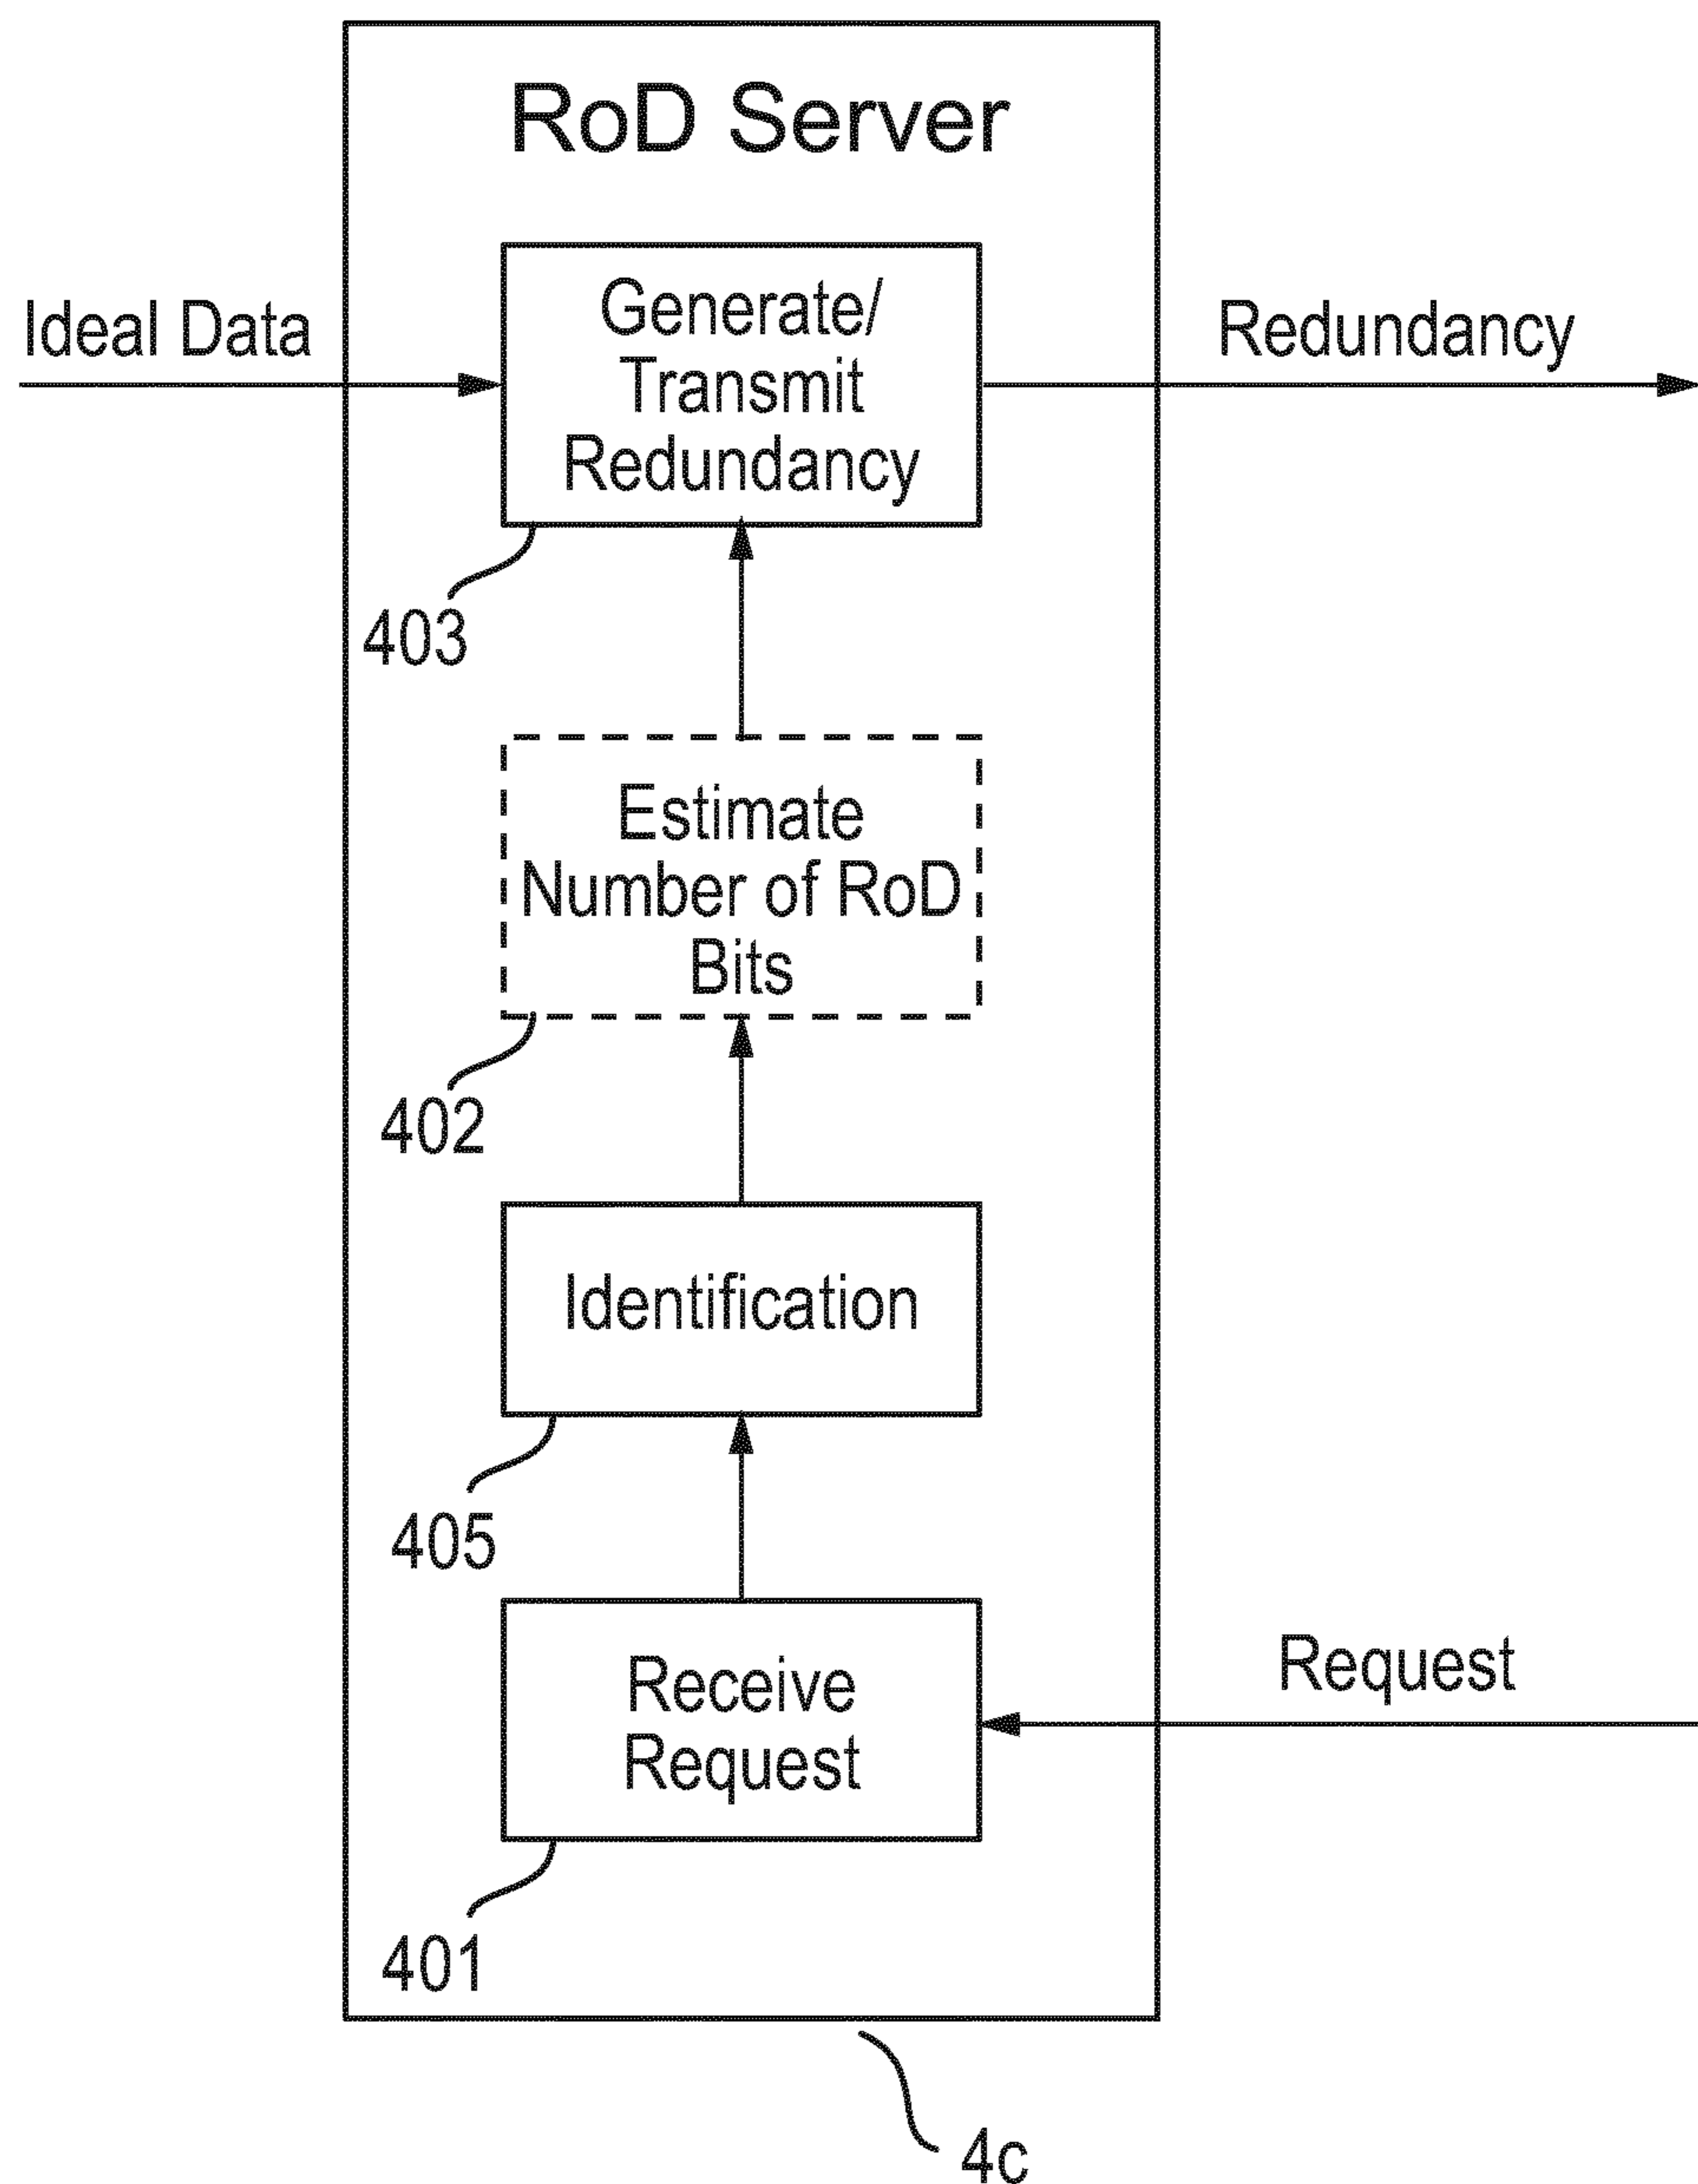 RoD Server
Ideal Data
Generate/
Transmit
Redundancy
Redundancy
403
Estimate
Number of RoD
Bits
402
Identification
405
Receive
Request
Request
401
4c